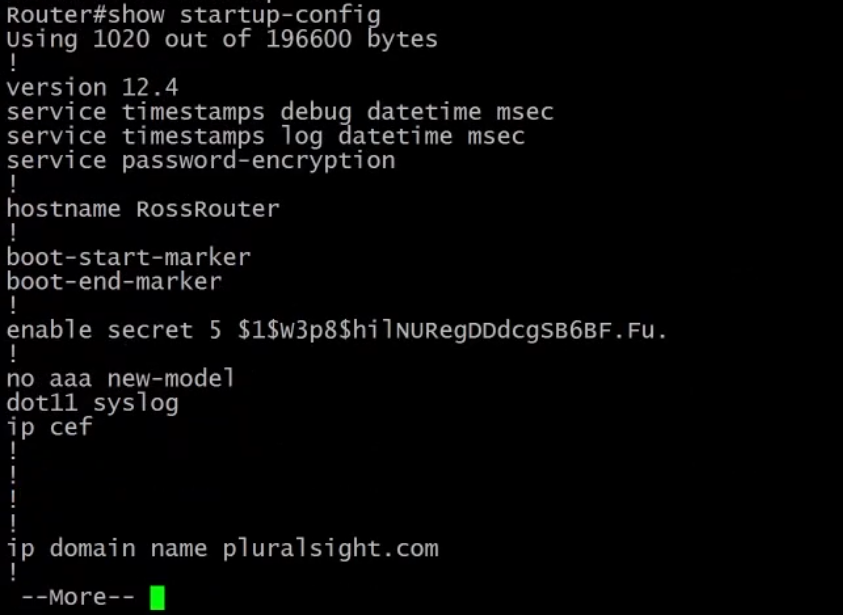 Router#show startup-config
Using 1020 out of 196600 bytes
!
version 12.4
service timestamps debug datetime msec
service timestamps log datetime msec
service password-encryption
!
hostname RossRouter
!
boot-start-marker
boot-end-marker
!
enable secret 5 $1$W3p8$hilNURegDDdcgSB6BF.Fu.
!
no aaa new-model
dot11 syslog
ip cef
!
!
!
!
ip domain name pluralsight.com
!
--More--